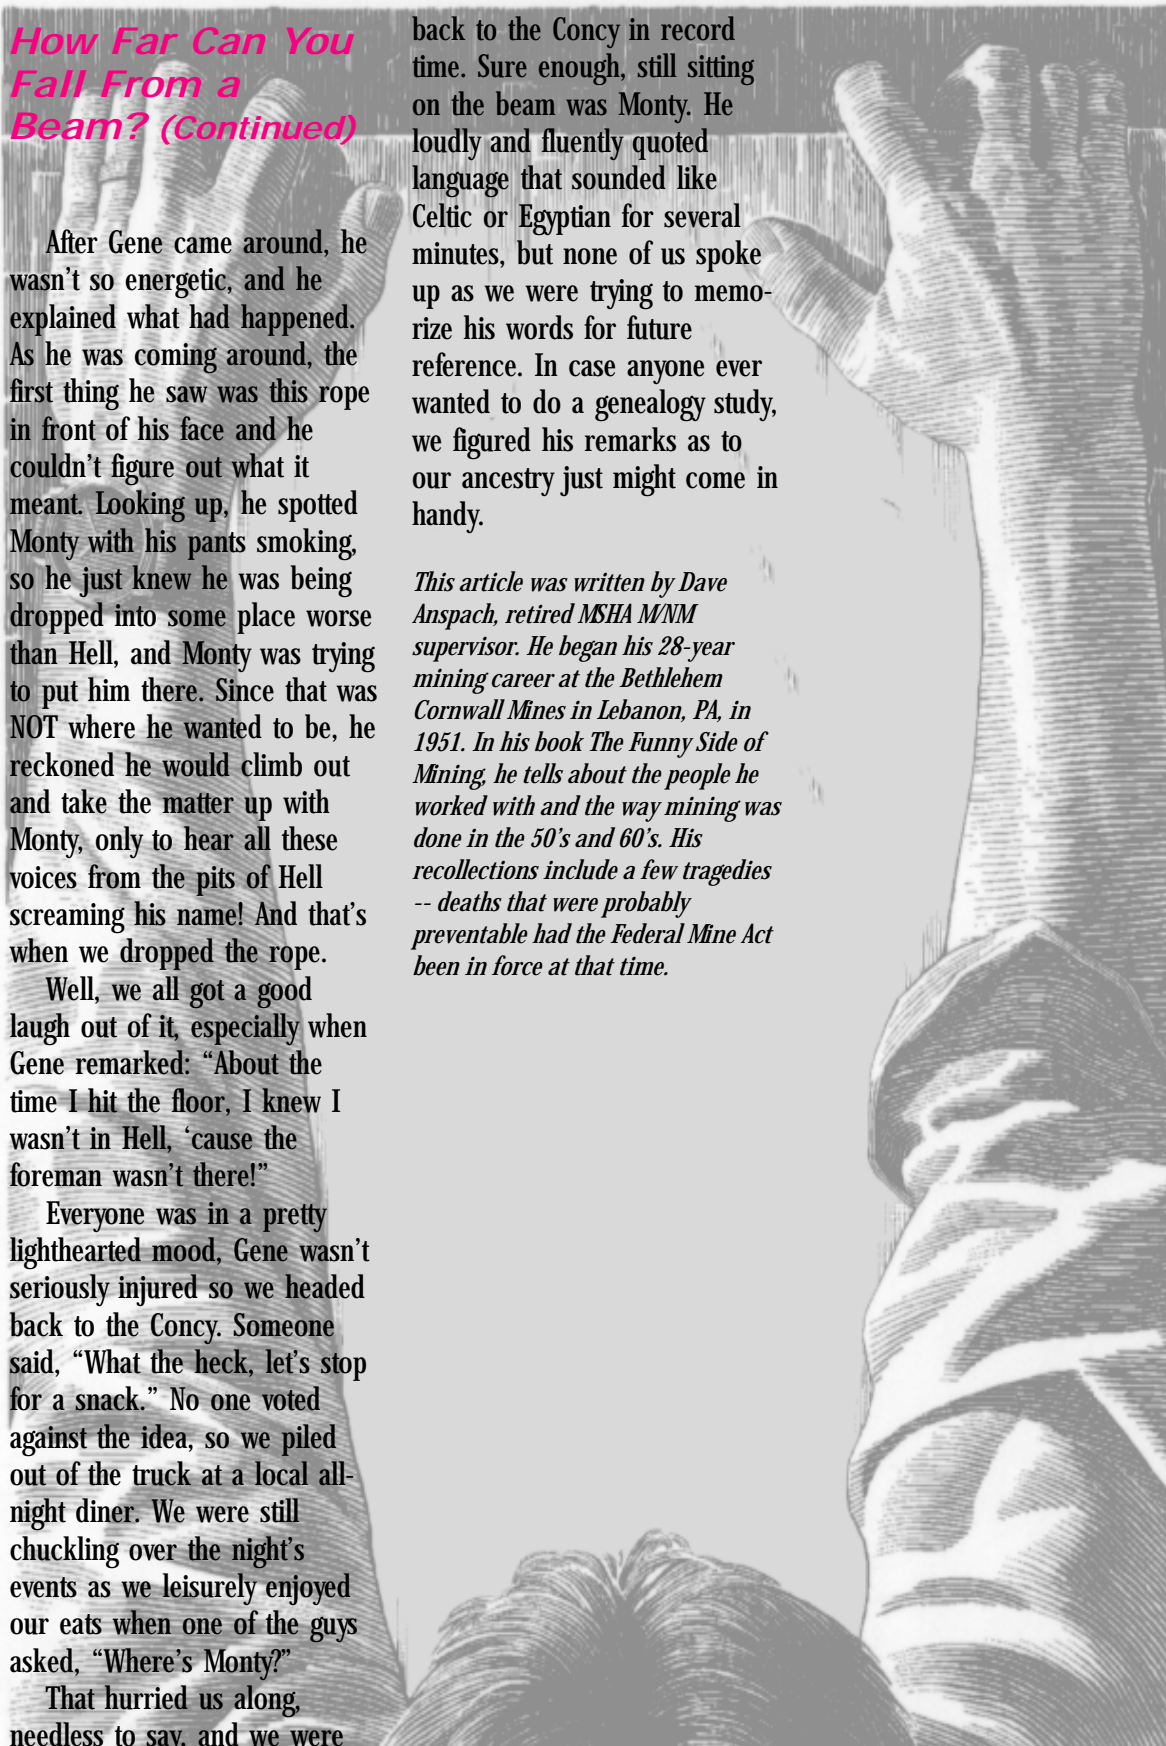 How Far Can You
Fall From a
Beam? (Continued)
After Gene came around, he
wasn't so energetic, and he
explained what had happened.
As he was coming around, the
first thing he saw was this rope
in front of his face and he
couldn't figure out what it
meant. Looking up, he spotted
Monty with his pants smoking,
so he just knew he was being
dropped into some place worse
than Hell, and Monty was trying
to put him there. Since that was
NOT where he wanted to be, he
reckoned he would climb out
and take the matter up with
Monty, only to hear all these
voices from the pits of Hell
screaming his name! And that's
when we dropped the rope.
Well, we all got a good
laugh out of it, especially when
Gene remarked: “About the
time I hit the floor, I knew I
wasn't in Hell, ‘cause the
foreman wasn't there!”
Everyone was in a pretty
lighthearted mood, Gene wasn't
seriously injured so we headed
back to the Concy. Someone
said, “What the heck, let's stop
for a snack.” No one voted
against the idea, so we piled
out of the truck at a local all-
night diner. We were still
chuckling over the night's
events as we leisurely enjoyed
our eats when one of the guys
asked, “Where's Monty?”
That hurried us along,
needless to say, and we were
back to the Concy in record
time. Sure enough, still sitting
on the beam was Monty. He
loudly and fluently quoted
language that sounded like
Celtic or Egyptian for several
minutes, but none of us spoke
up as we were trying to memo-
rize his words for future
reference. In case anyone ever
wanted to do a genealogy study,
we figured his remarks as to
our ancestry just might come in
handy.
This article was written by Dave
Anspach, retired MSHA M/NM
supervisor. He began his 28-year
mining career at the Bethlehem
Cornwall Mines in Lebanon, PA, in
1951. In his book The Funny Side of
Mining, he tells about the people he
worked with and the way mining was
done in the 50's and 60's. His
recollections include a few tragedies
-- deaths that were probably
preventable had the Federal Mine Act
been in force at that time.